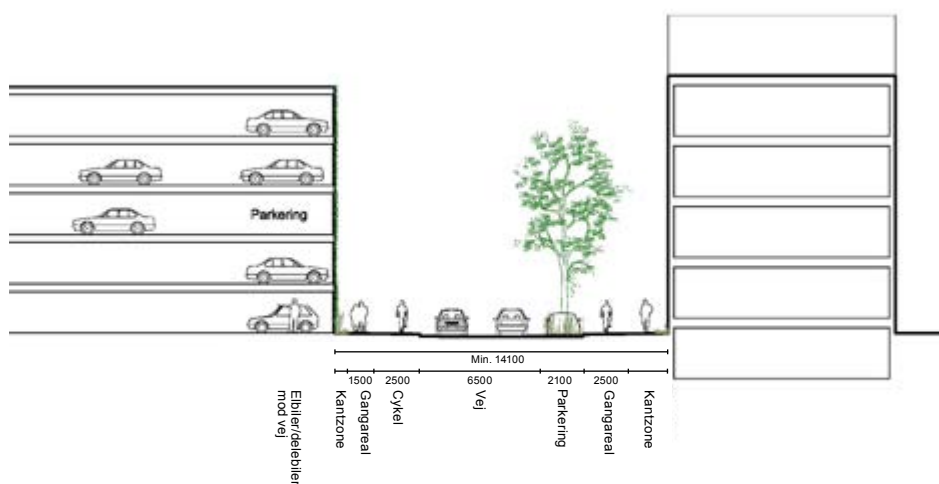 Parkering
Min. 14100
1500
2500
6500
2100
2500
Elbiler/delebiler
mod vej
Kantzone
Gangareal
Cykel
Vej
Parkering
Gangareal
Kantzone